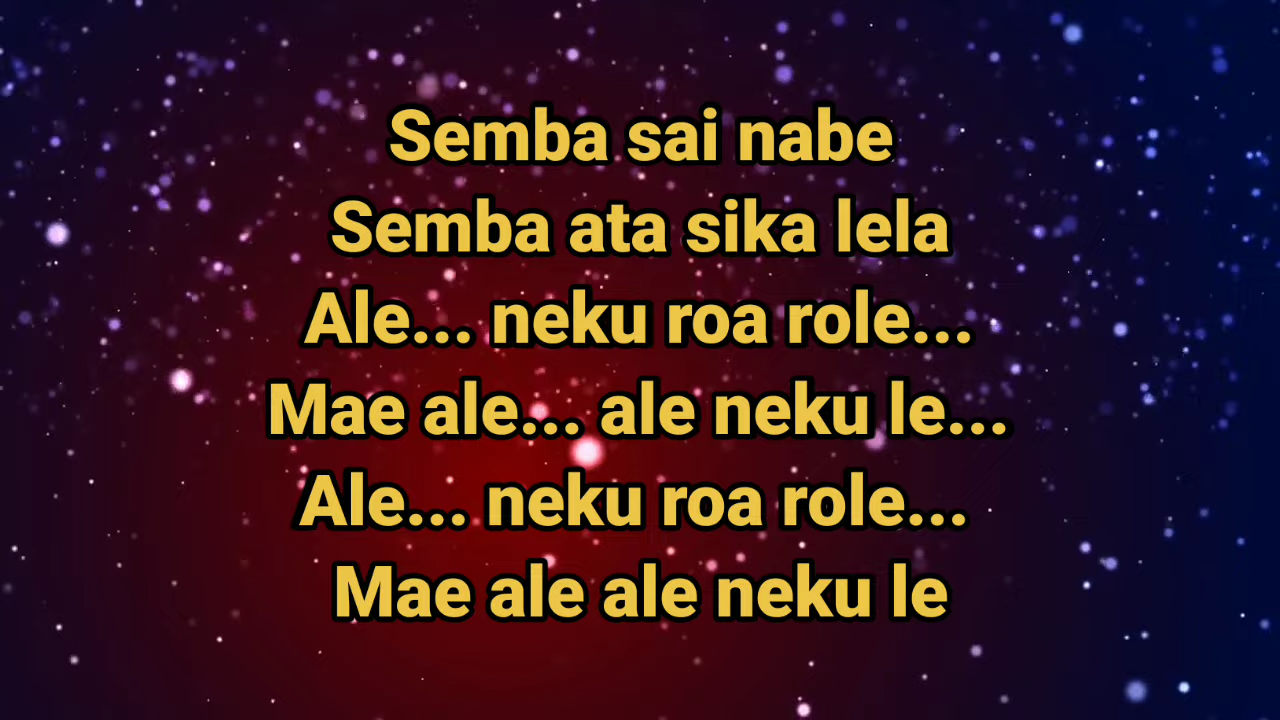 Semba sai nabe
Semba ata sika lela
Ale... neku roa role...
Mae ale... ale neku le...
Ale... neku roa role...
Mae ale ale neku le